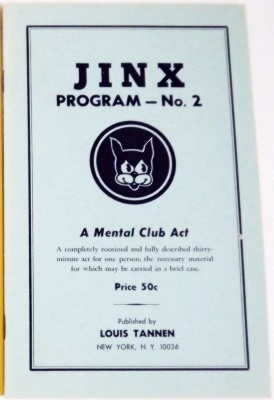 JINX
PROGRAM — No. 2
A Mental Club Act
A completely routined and fully described thirty-
minute act for one person, the necessary material
for which may be carried in a brief case.
Price 50c
Published by
LOUIS TANNEN
NEW YORK, N. Y. 10036